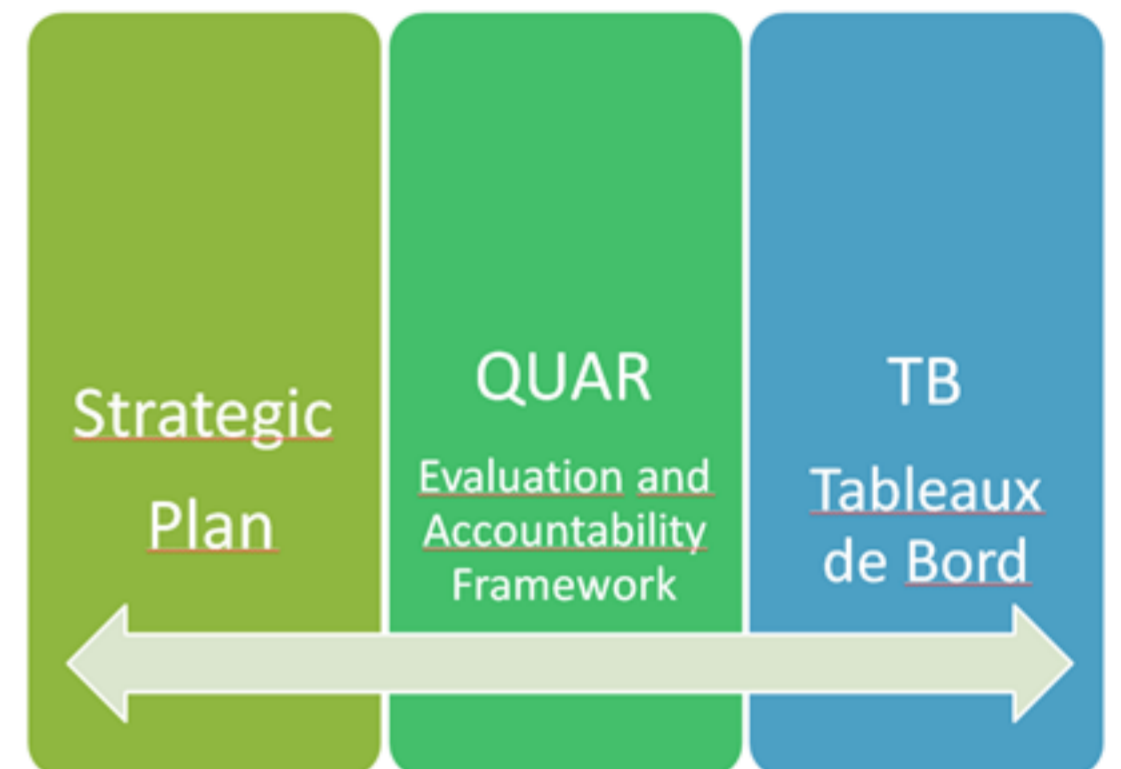 Strategic
Plan
QUAR
Evaluation and
Accountability
Framework
TB
Tableaux
de Bord